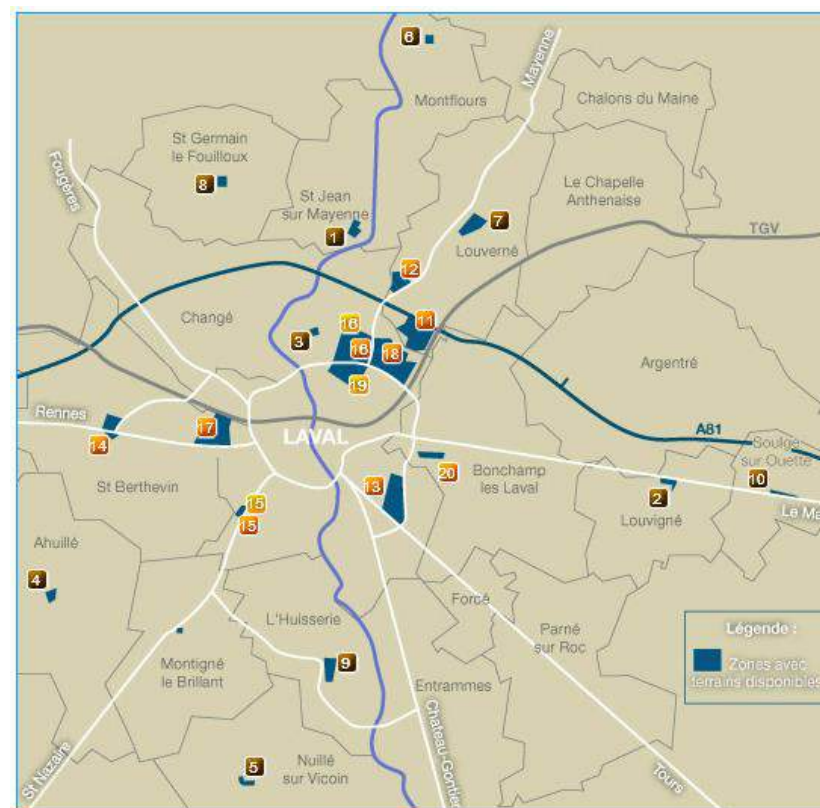 6
Montflours
Mayenne
Chalons du Maine
St Germain
le Fouilloux
8
Fougères
St Jean
sur Mayenne
1
7
Louverné
Le Chapelle
Anthenaise
TGV
12
Changé
3
16
16
18
11
19
Argentré
Rennes
14
17
LAVAL
A81
Soulgé
sur Ouette
St Berthevin
13
20
Bonchamp
les Laval
2
Louvigné
10
Le Ma
15
15
Ahuillé
4
L'Huisserie
Forcé
Parné
sur Roc
Légende :
Zones avec
terrains disponibles
Montigné
le Brillant
9
Entrammes
St Nazaire
5
Nuillé
sur Vicoin
Chateau-Gontier
Tours